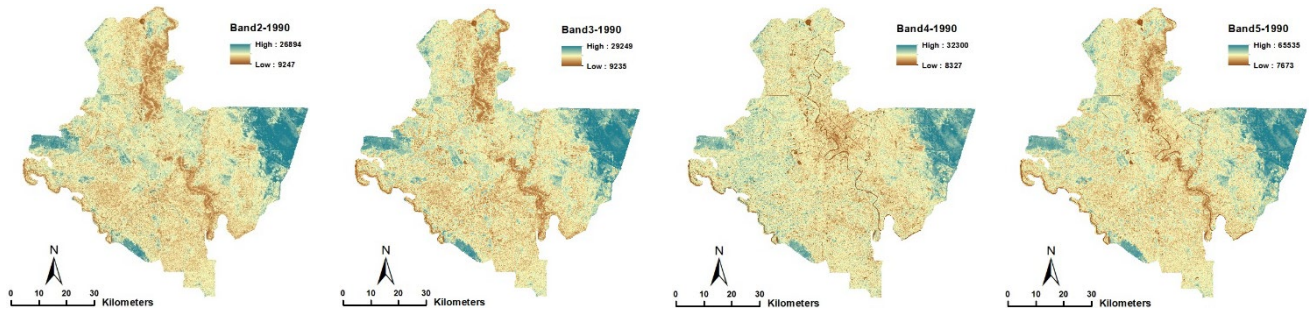 Band2-1990
High : 26894
Low : 9247
N
0 10 20 30
Kilometers
Band3-1990
High : 29249
Low : 9235
N
0 10 20 30
Kilometers
Band4-1990
High : 32300
Low : 8327
N
0 10 20 30
Kilometers
Band5-1990
High : 65535
Low : 7673
N
0 10 20 30
Kilometers